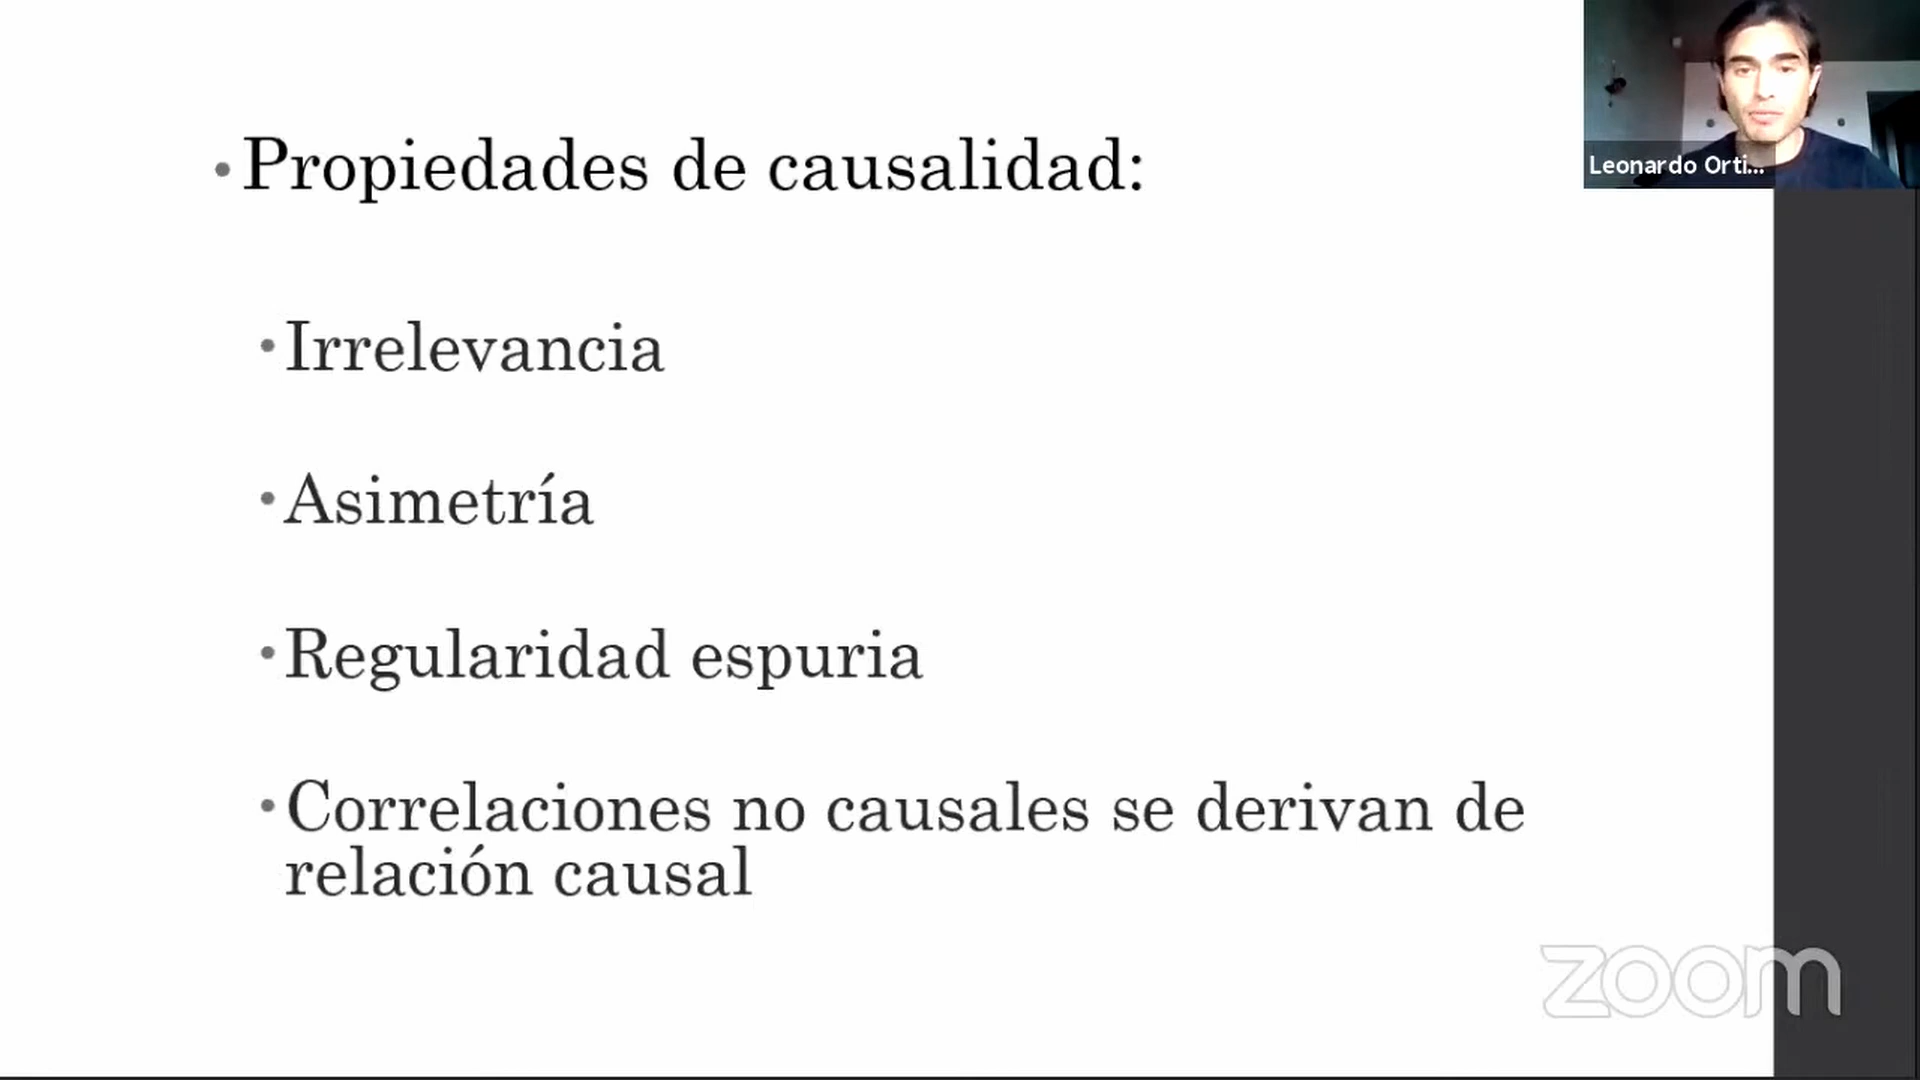 Propiedades de causalidad:
Leonardo Orti...
Irrelevancia
Asimetría
Regularidad espuria
Correlaciones no causales se derivan de
relación causal
zoom